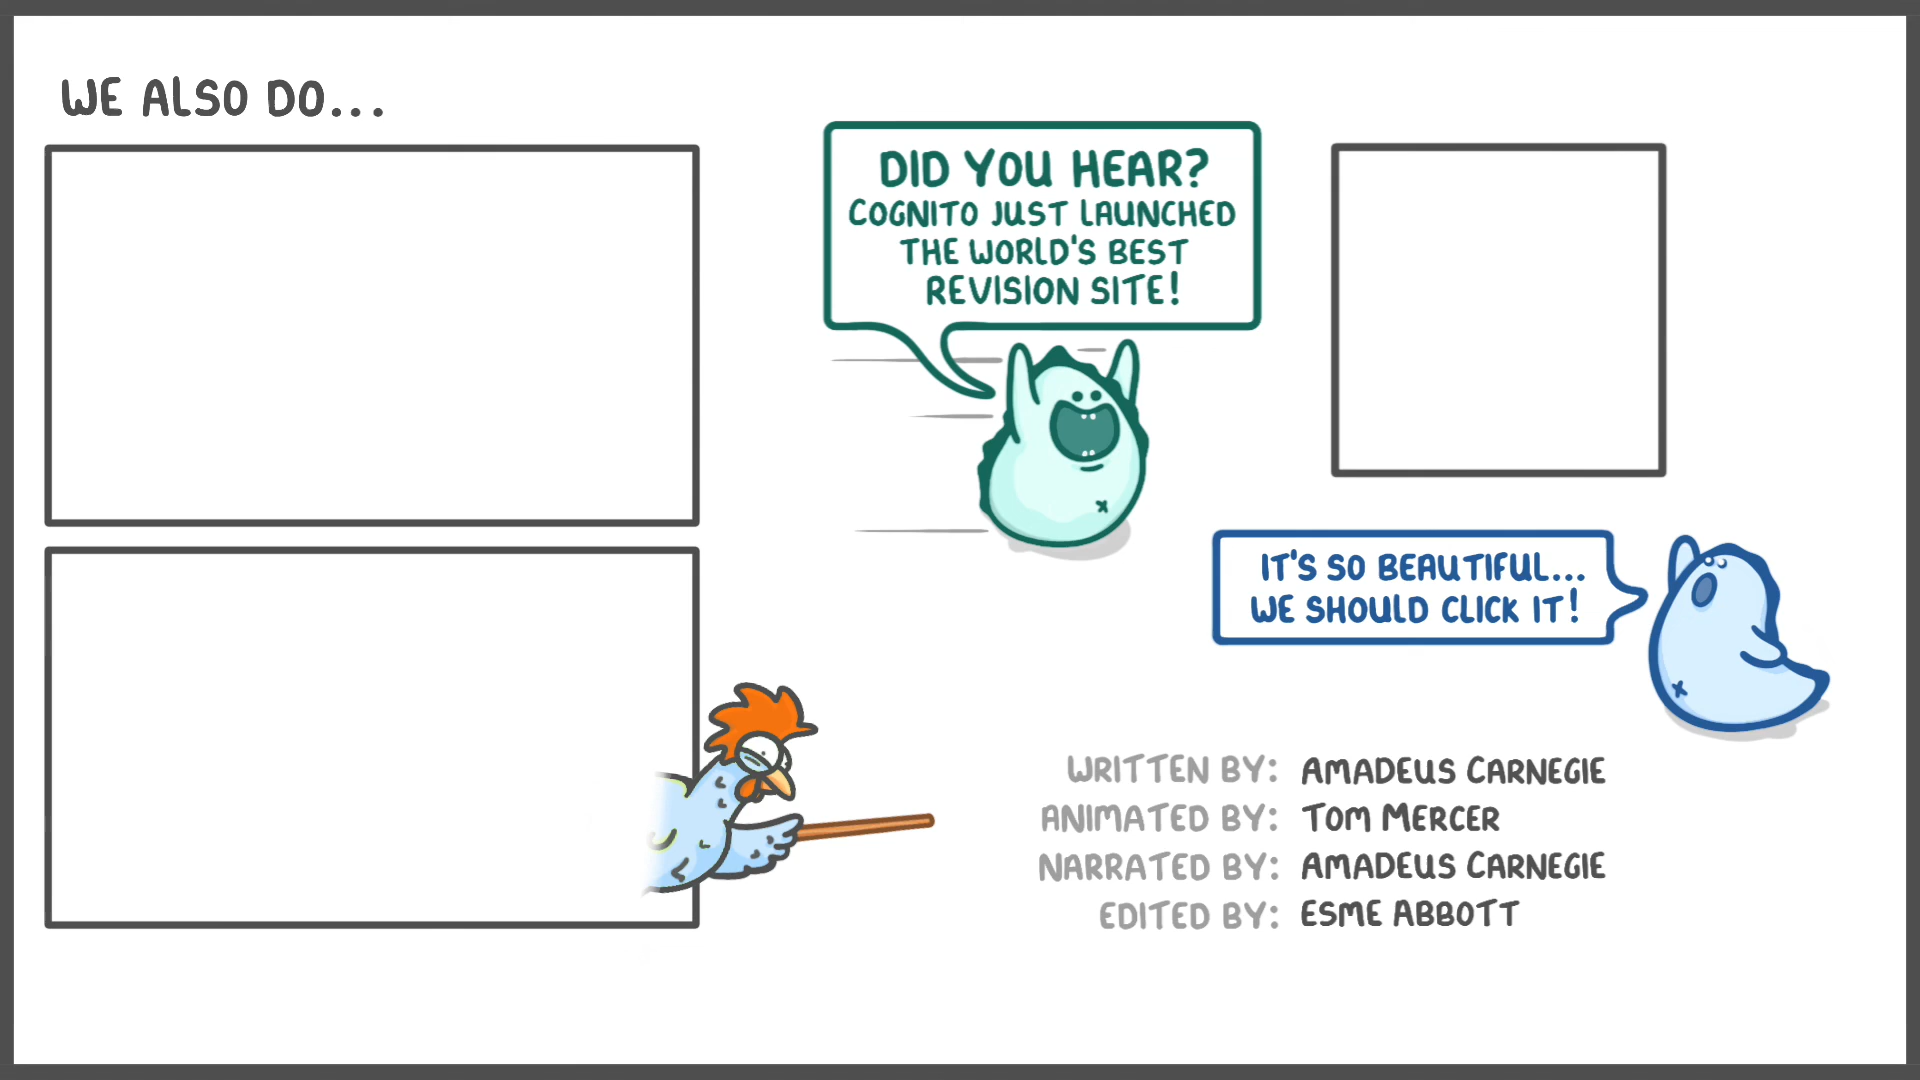 WE ALSO DO...
DID YOU HEAR?
COGNITO JUST LAUNCHED
THE WORLD'S BEST
REVISION SITE!
IT'S SO BEAUTIFUL...
WE SHOULD CLICK IT!
WRITTEN BY: AMADEUS CARNEGIE
ANIMATED BY: TOM MERCER
NARRATED BY: AMADEUS CARNEGIE
EDITED BY: ESME ABBOTT